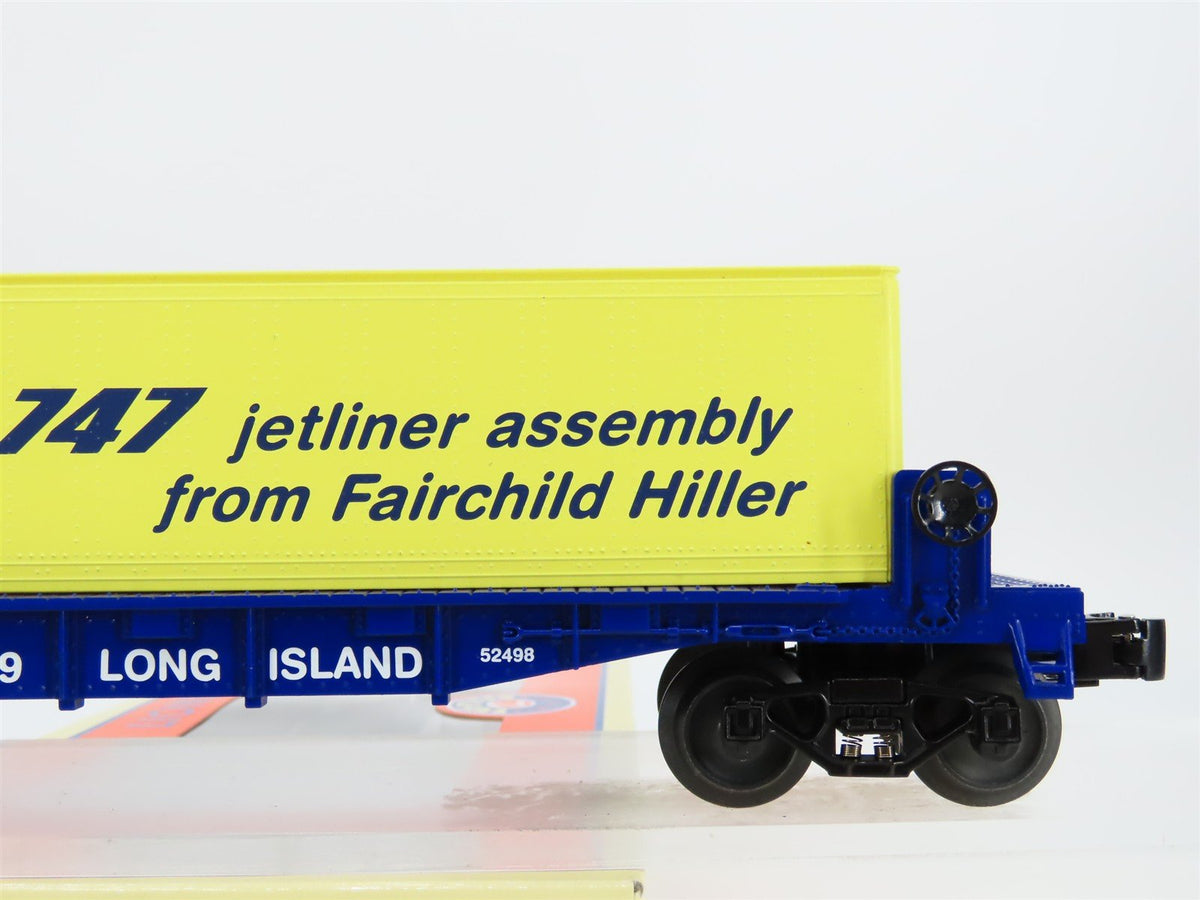 747 jetliner assembly
from Fairchild Hiller
9 LONG ISLAND 52498